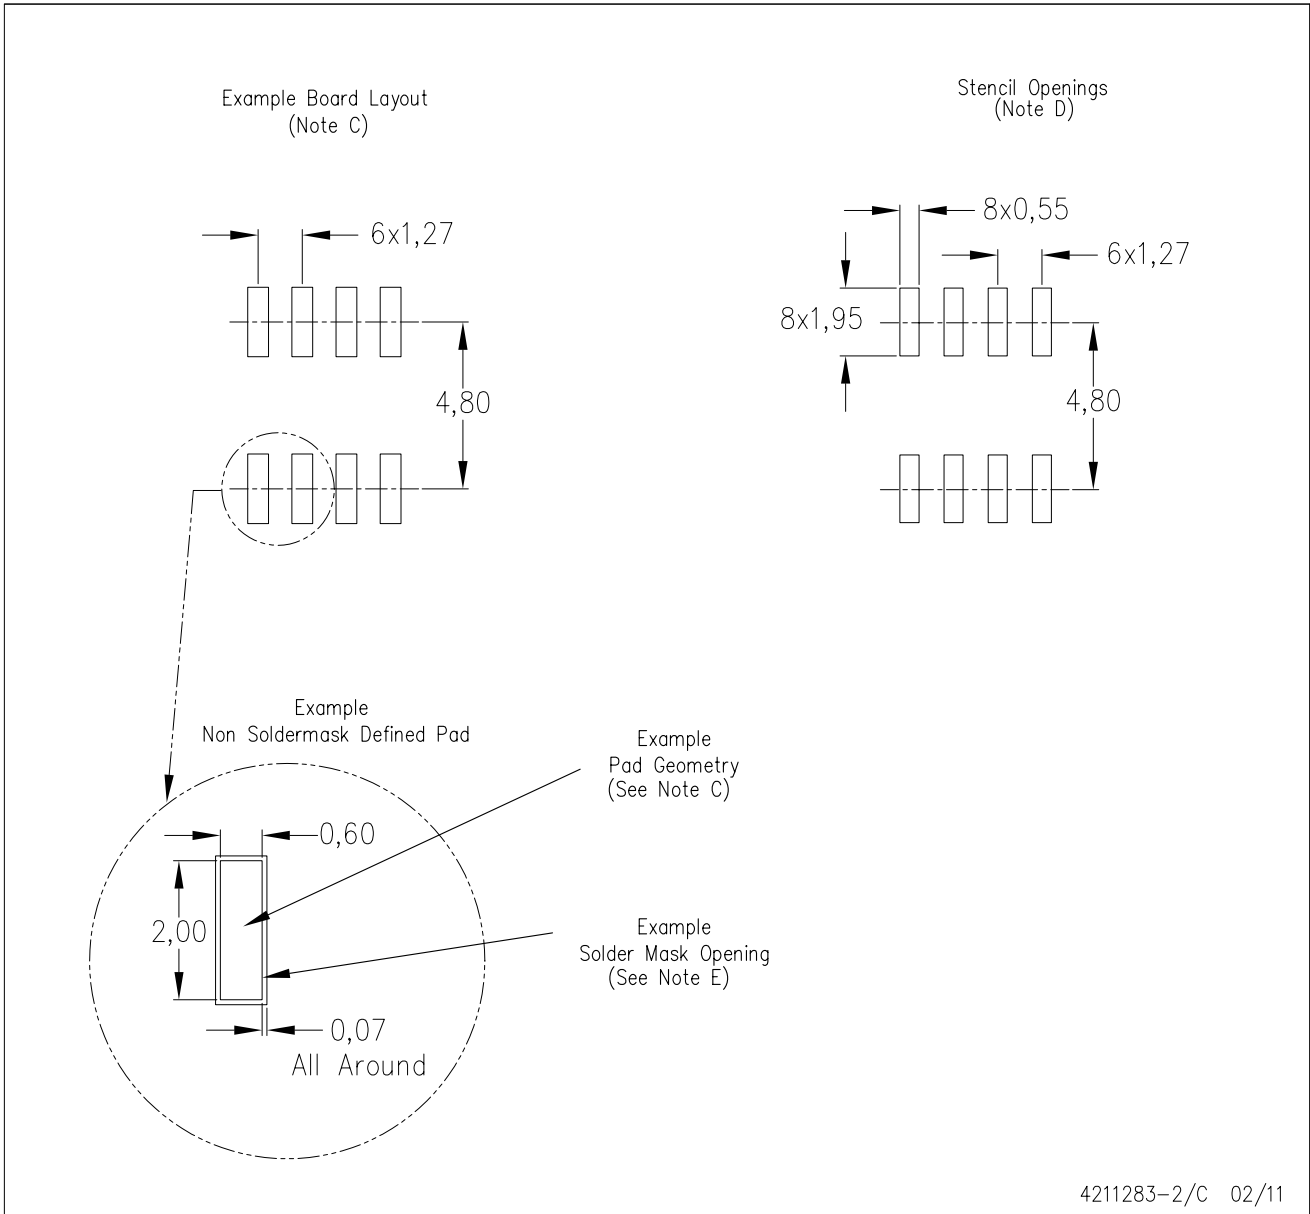 Example Board Layout
(Note C)
Stencil Openings
(Note D)
6x1,27
4,80
8x0,55
6x1,27
8x1,95
4,80
Example
Non Soldermask Defined Pad
Example
Pad Geometry
(See Note C)
0,60
2,00
Example
Solder Mask Opening
(See Note E)
0,07
All Around
4211283-2/C 02/11